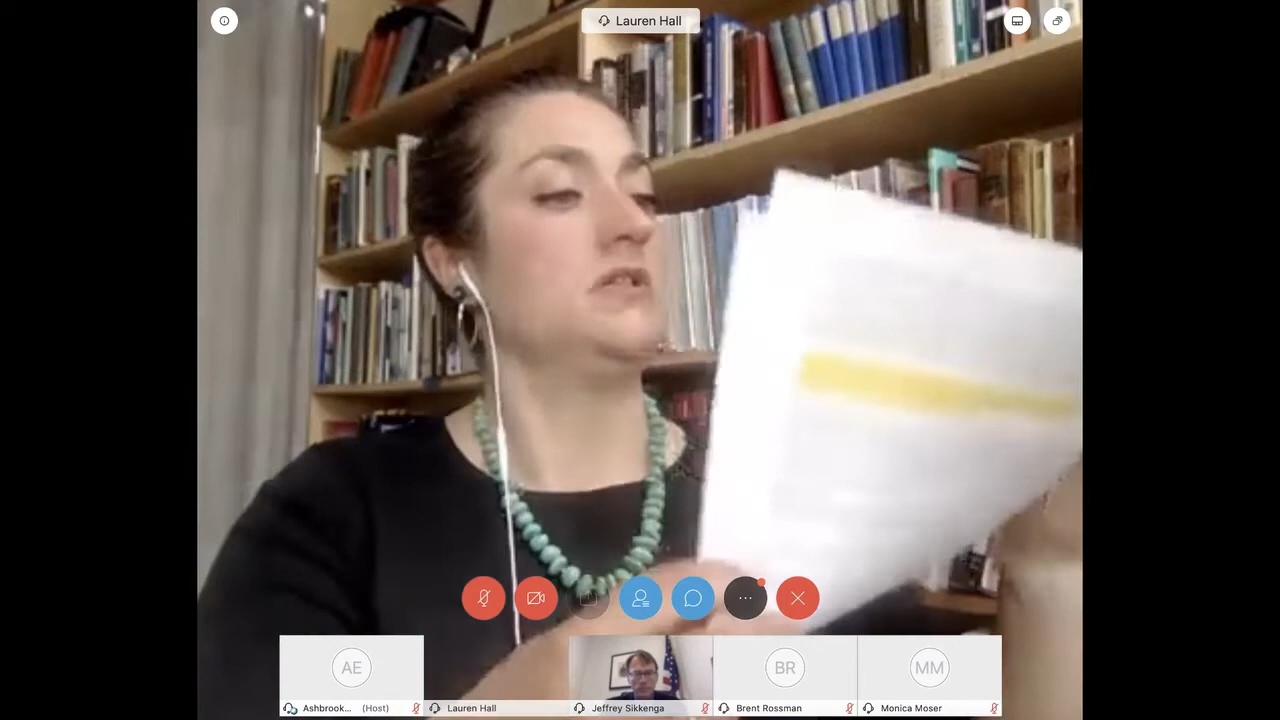 Lauren Hall
AE
BR
MM
Ashbrook... (Host)
Lauren Hall
Jeffrey Sikkenga
Brent Rossman
Monica Moser